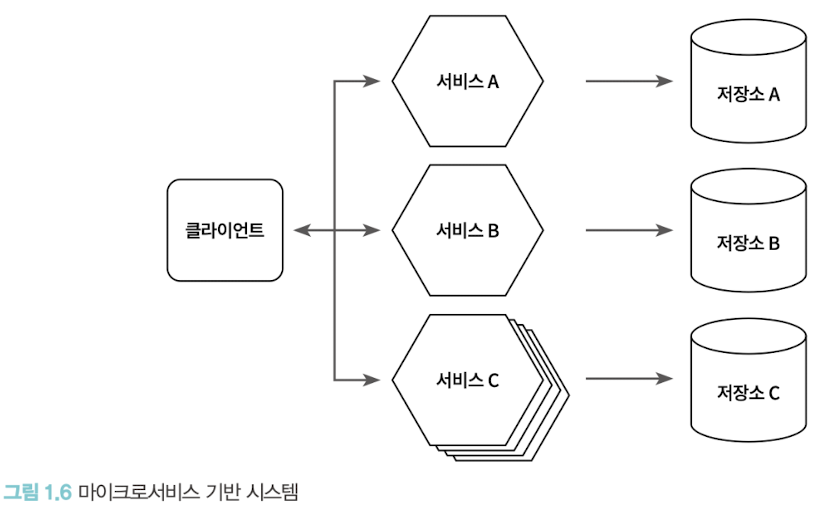 서비스 A
저장소 A
클라이언트
서비스 B
저장소 B
서비스 C
저장소 C
그림 1.6 마이크로서비스 기반 시스템